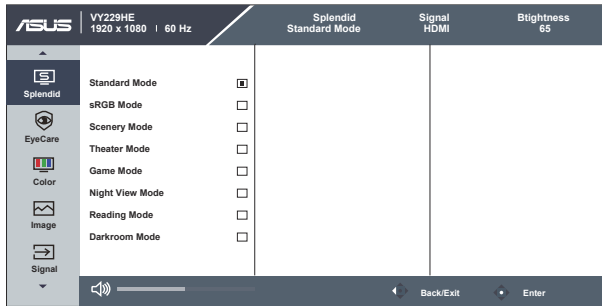 ASUS
VY229HE
1920 x 1080 | 60 Hz
Splendid
Standard Mode
Signal
HDMI
Btightness
65
Splendid
EyeCare
Color
Image
Signal
Standard Mode
sRGB Mode
Scenery Mode
Theater Mode
Game Mode
Night View Mode
Reading Mode
Darkroom Mode
Back/Exit
Enter